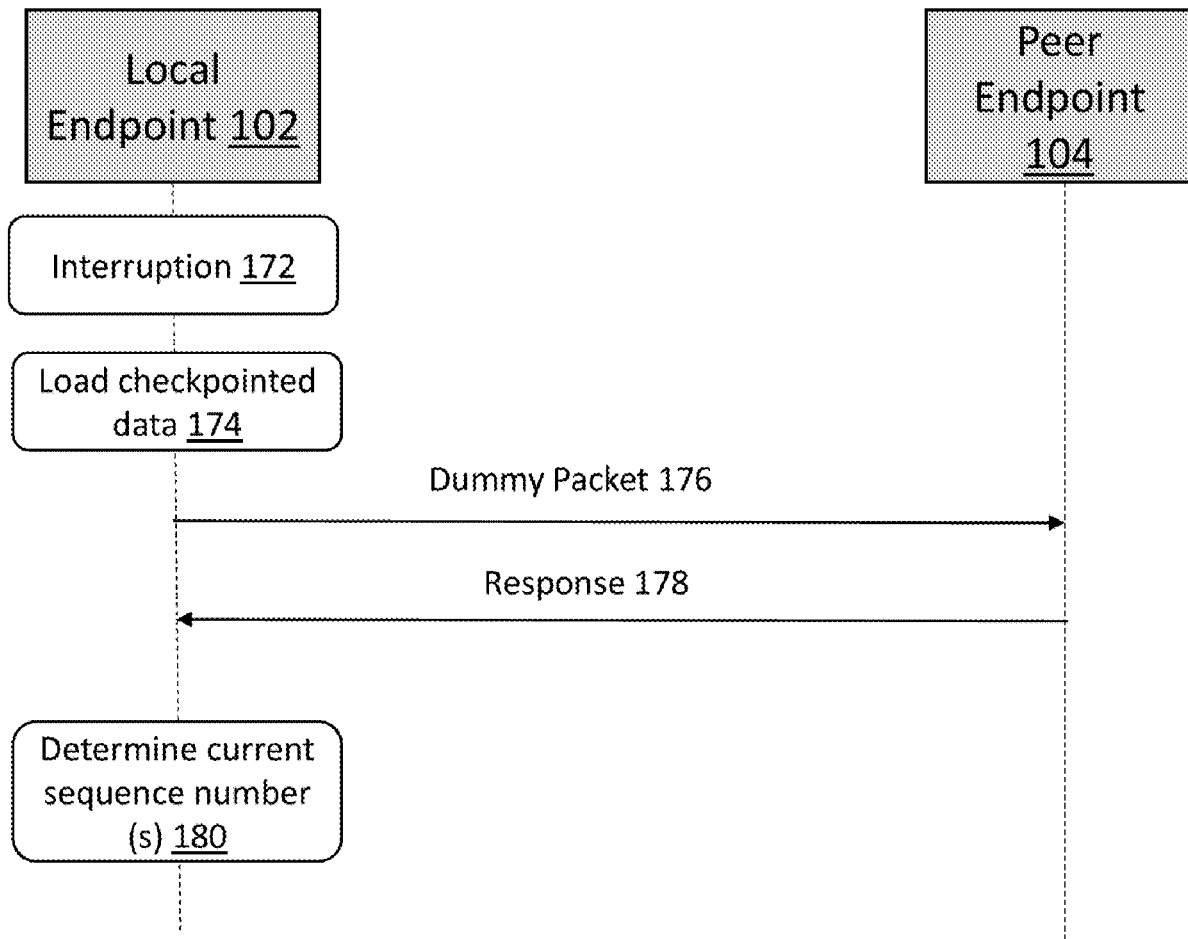 Local
Endpoint 102
Peer
Endpoint
104
Interruption 172
Load checkpointed
data 174
Dummy Packet 176
Response 178
Determine current
sequence number
(s) 180